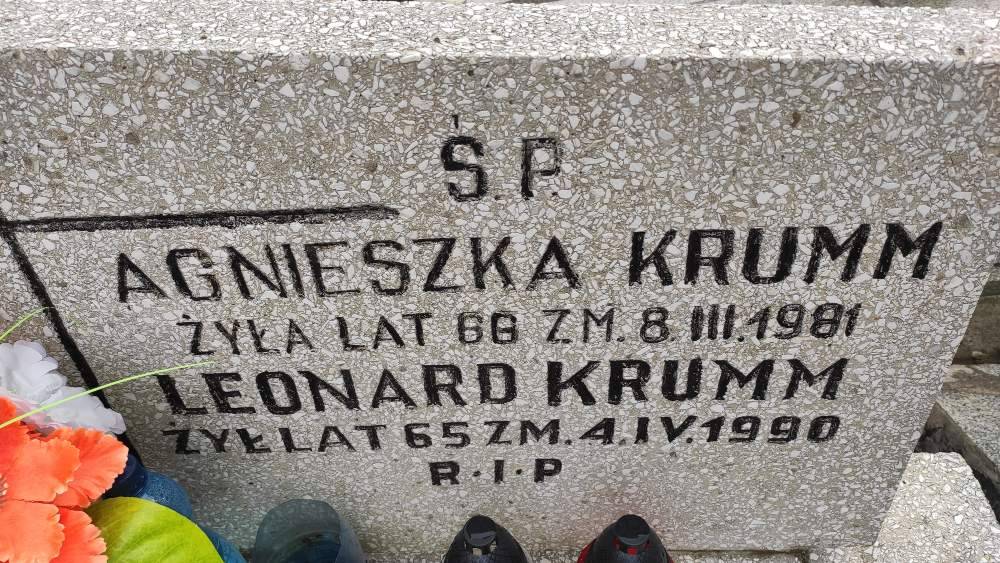 Ś.P.
AGNIESZKA KRUMM
ŻYŁA LAT 66 ZM. 8.III.1981
LEONARD KRUMM
ŻYŁ LAT 65 ZM. 4.IV.1990
R·I·P